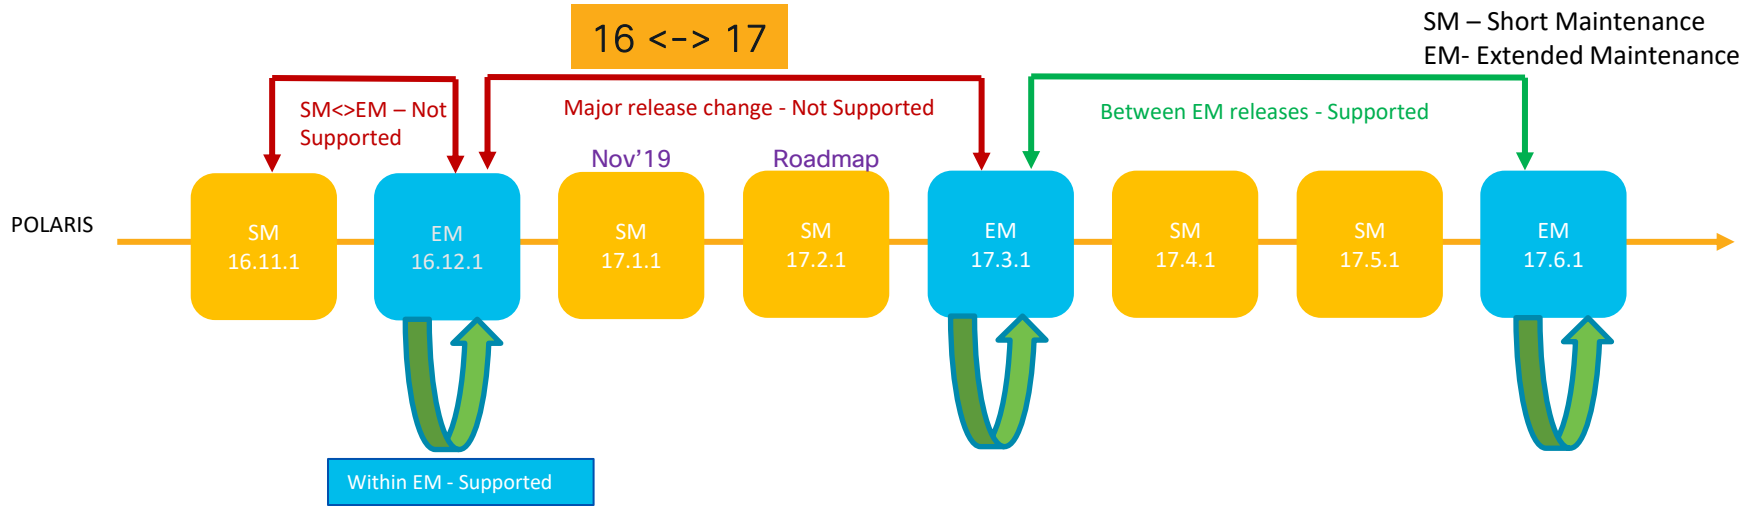 16 <-> 17
SM – Short Maintenance
EM- Extended Maintenance
SM<>EM – Not
Supported
Major release change - Not Supported
Between EM releases - Supported
Nov’19
Roadmap
POLARIS
SM
16.11.1
EM
16.12.1
SM
17.1.1
SM
17.2.1
EM
17.3.1
SM
17.4.1
SM
17.5.1
EM
17.6.1
Within EM - Supported